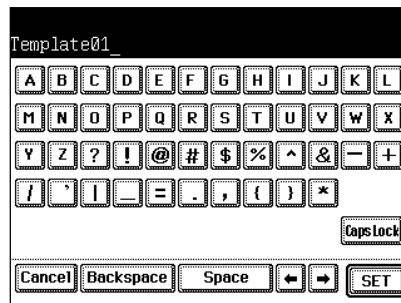 Template01_
A B C D E F G H I J K L
M N O P Q R S T U V W X
Y Z ? ! @ # $ % ^ & - +
/ ` | _ = . , { } *
Caps Lock
Cancel Backspace Space ← → SET